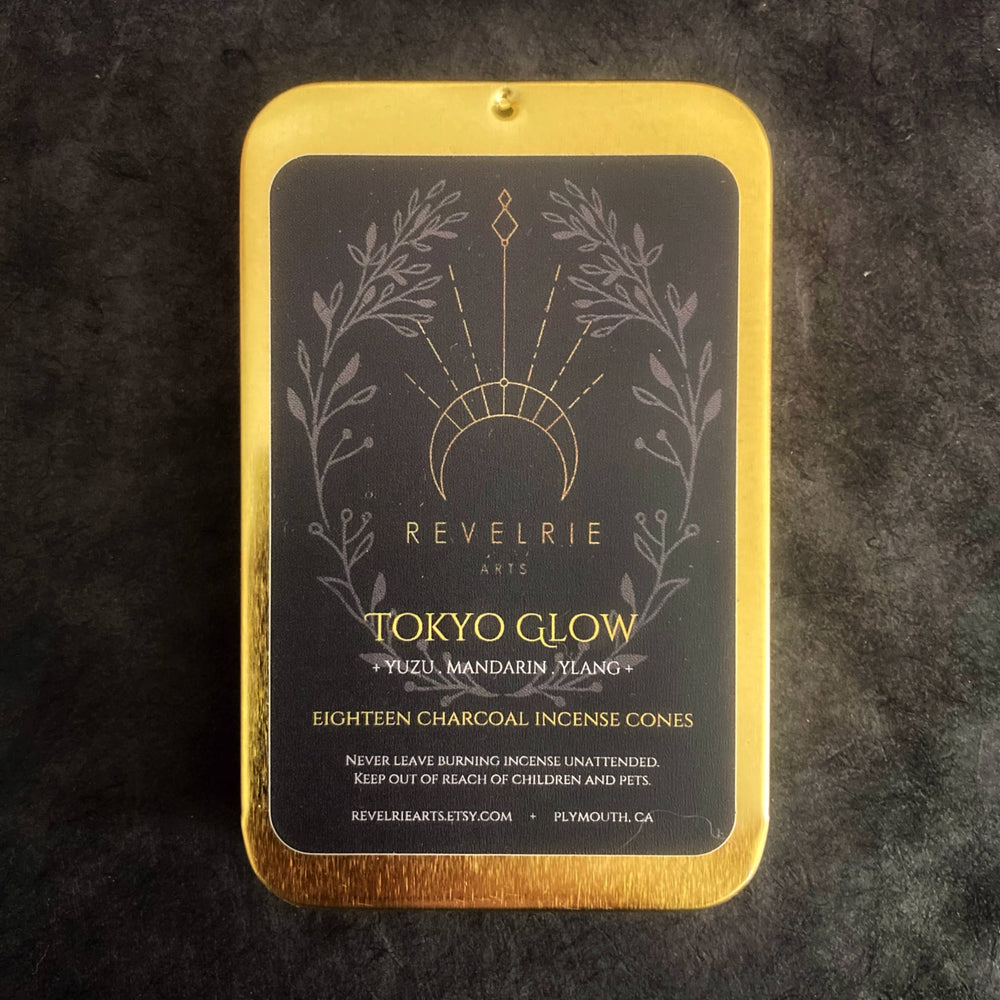 REVELRIE
ARTS
TOKYO GLOW
+ YUZU . MANDARIN . YLANG +
EIGHTEEN CHARCOAL INCENSE CONES
NEVER LEAVE BURNING INCENSE UNATTENDED.
KEEP OUT OF REACH OF CHILDREN AND PETS.
REVELRIEARTS.ETSY.COM + PLYMOUTH, CA